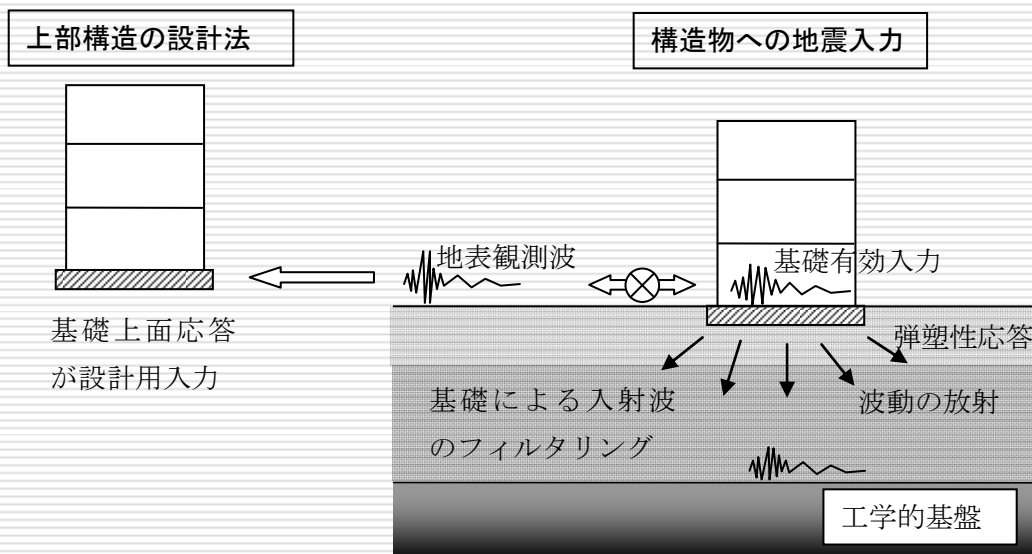 上部構造の設計法
構造物への地震入力
地表観測波
基礎有効入力
基礎上面応答
が設計用入力
弾塑性応答
基礎による入射波
のフィルタリング
波動の放射
工学的基盤